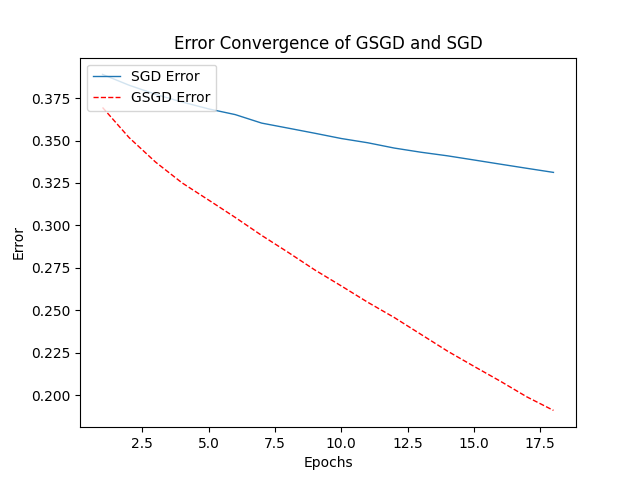 Error Convergence of GSGD and SGD
SGD Error
GSGD Error
0.375
0.350
0.325
0.300
0.275
0.250
0.225
0.200
Error
2.5 5.0 7.5 10.0 12.5 15.0 17.5
Epochs